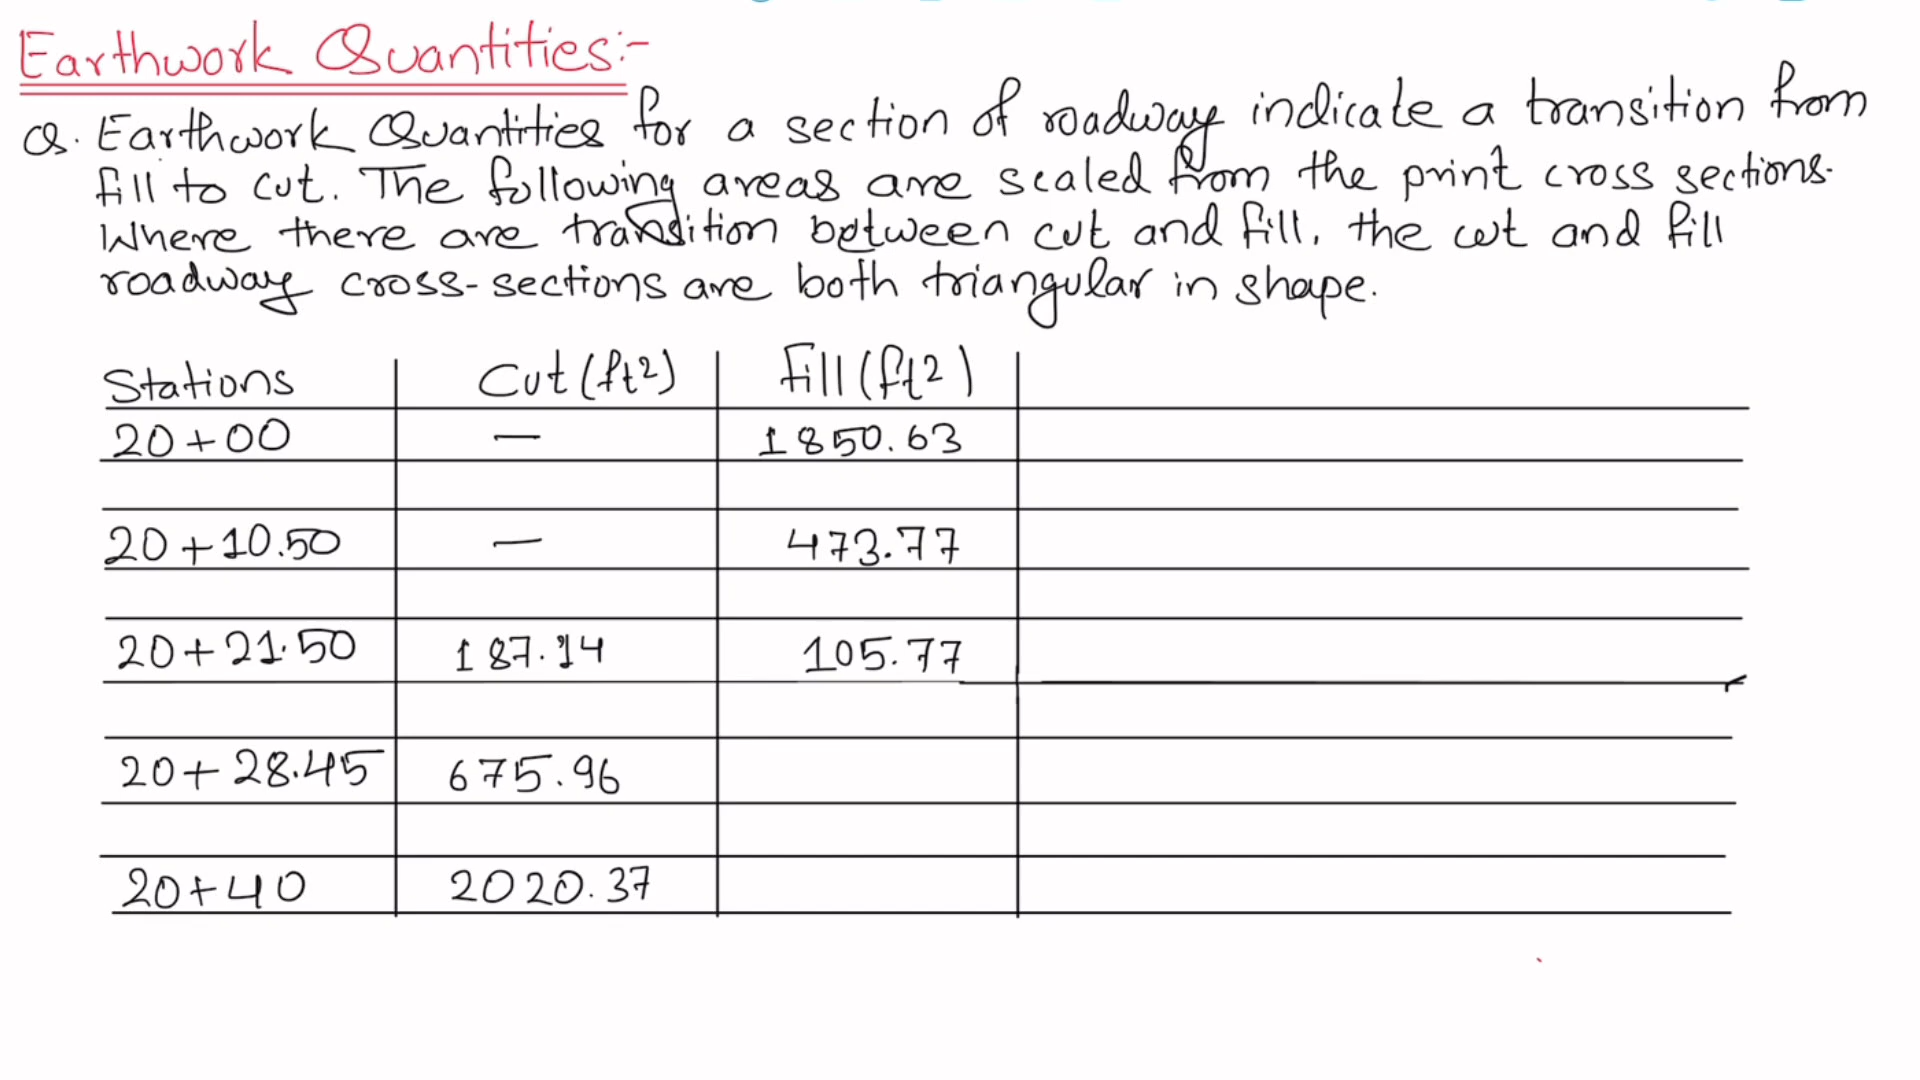 Earthwork Quantities:-
Q. Earthwork Quantities for a section of roadway indicate a transition from
fill to cut. The following areas are scaled from the print cross sections.
Where there are transition between cut and fill, the cut and fill
roadway cross-sections are both triangular in shape.
Stations Cut (ft2) Fill (ft2)
20+00 — 1850.63
20+10.50 — 473.77
20+21.50 187.14 105.77
20+28.45 675.96
20+40 2020.37